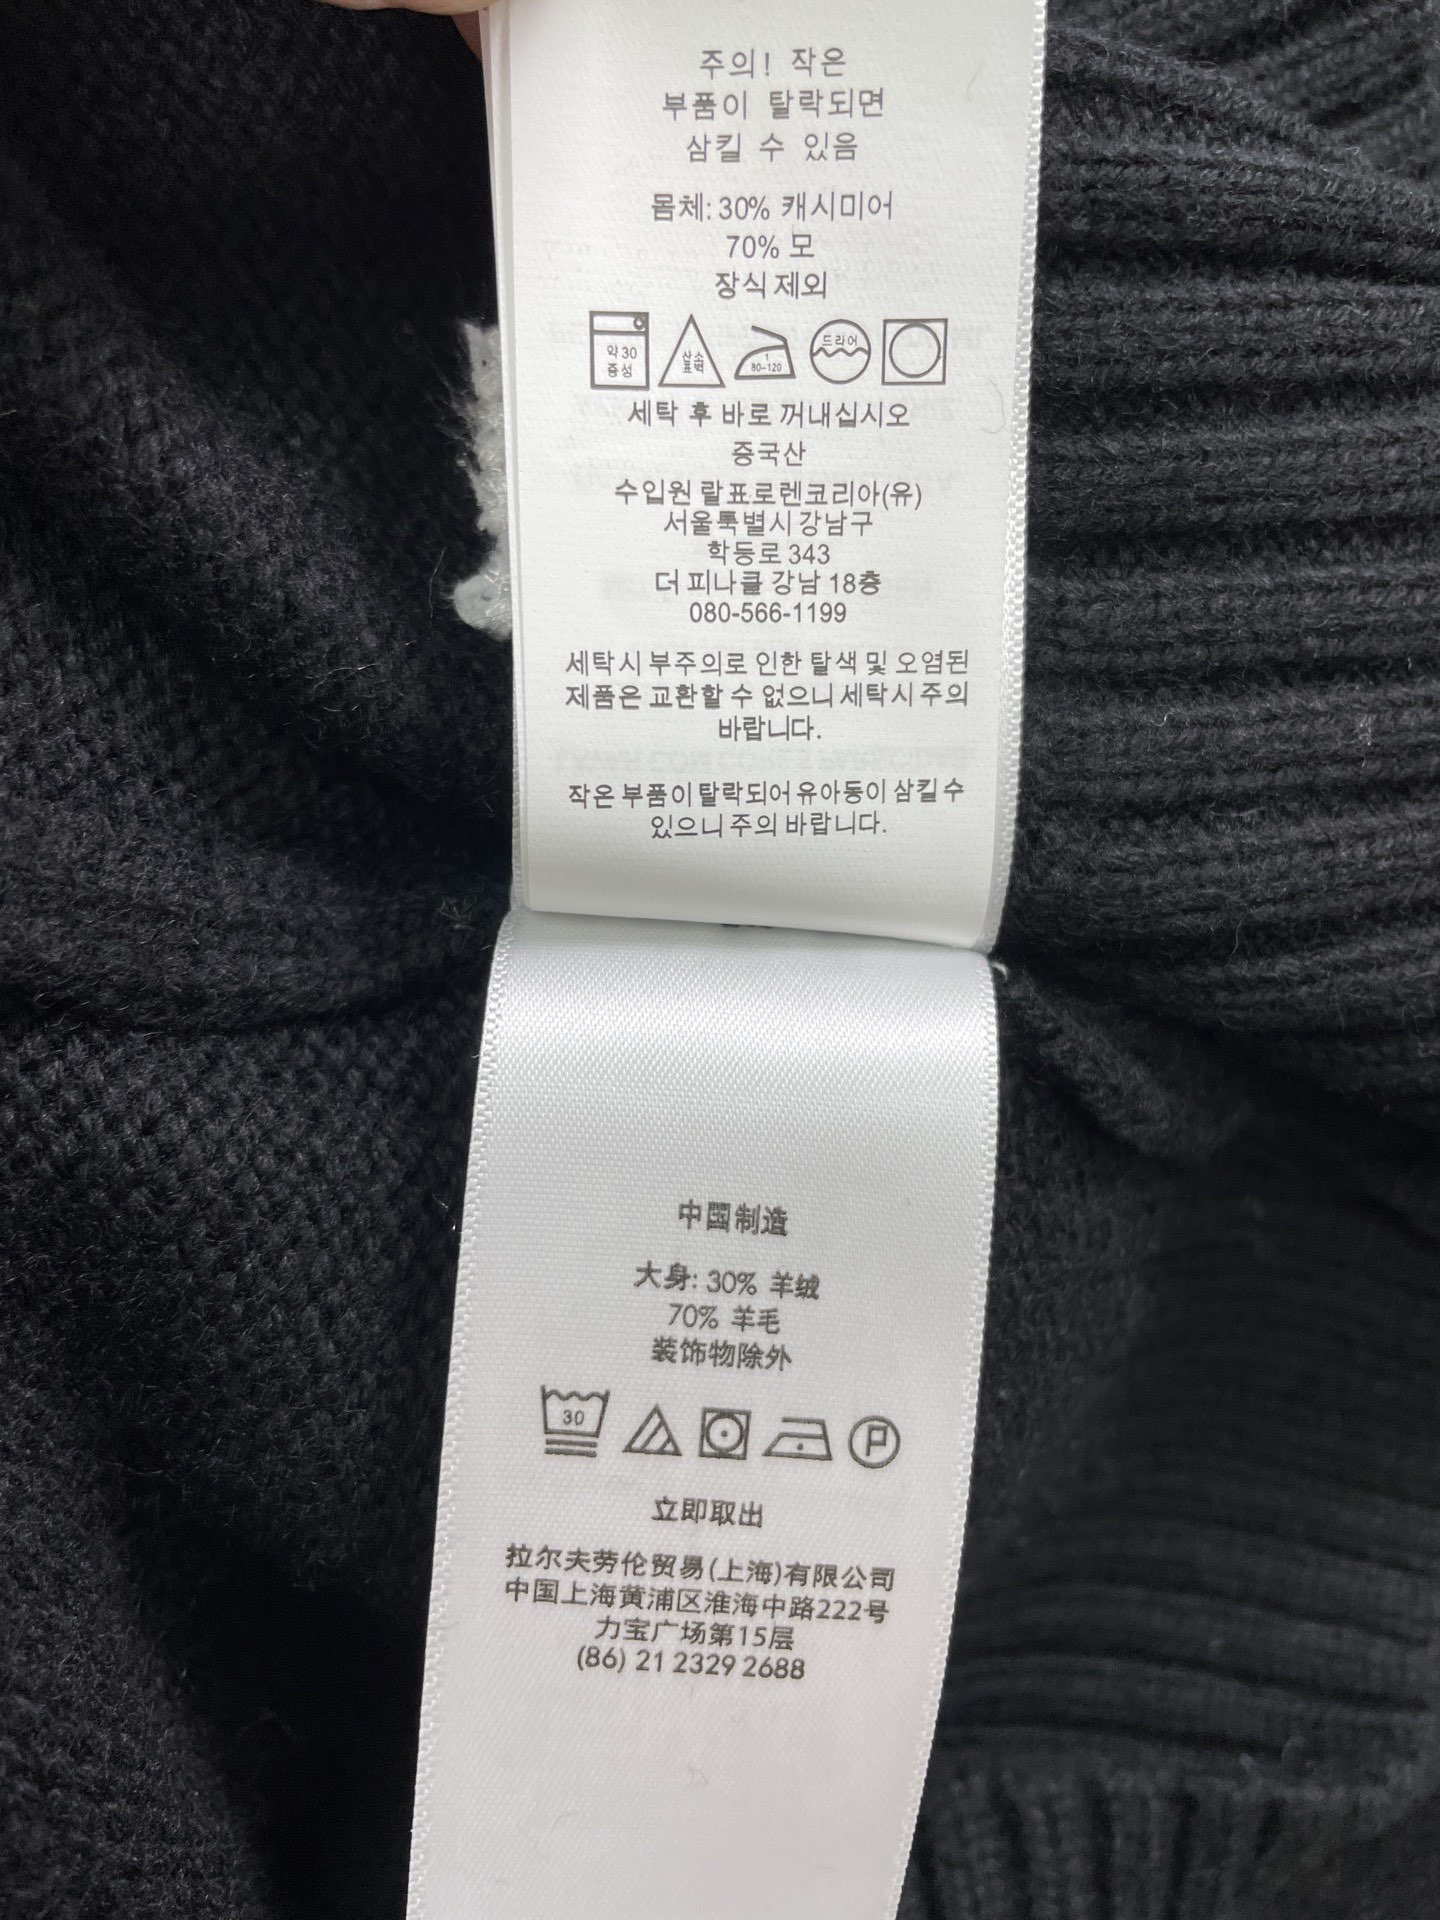 주의! 작은
부품이 탈락되면
삼킬 수 있음
몸체: 30% 캐시미어
70% 모
장식 제외
약 30
중성
산소
표백
1
80-120
드라이
세탁 후 바로 꺼내십시오
중국산
수입원 랄프로렌코리아(유)
서울특별시 강남구
학동로 343
더 피나클 강남 18층
080-566-1199
세탁시 부주의로 인한 탈색 및 오염된
제품은 교환할 수 없으니 세탁시 주의
바랍니다.
작은 부품이 탈락되어 유아동이 삼킬 수
있으니 주의 바랍니다.
中国制造
大身: 30% 羊绒
70% 羊毛
装饰物除外
30
P
立即取出
拉尔夫劳伦贸易(上海)有限公司
中国上海黄浦区淮海中路222号
力宝广场第15层
(86) 21 2329 2688